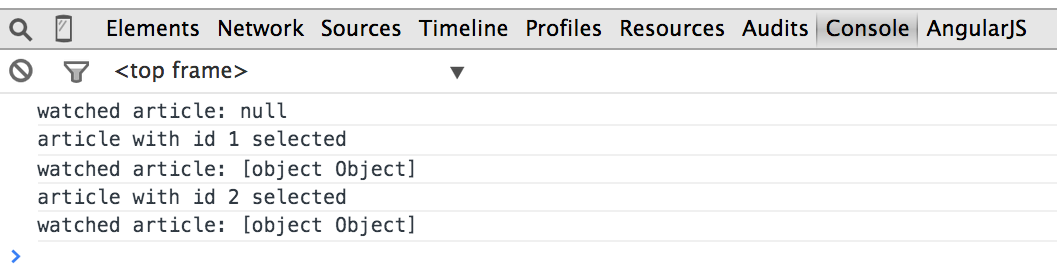 Elements Network Sources Timeline Profiles Resources Audits Console AngularJS
<top frame>
watched article: null
article with id 1 selected
watched article: [object Object]
article with id 2 selected
watched article: [object Object]